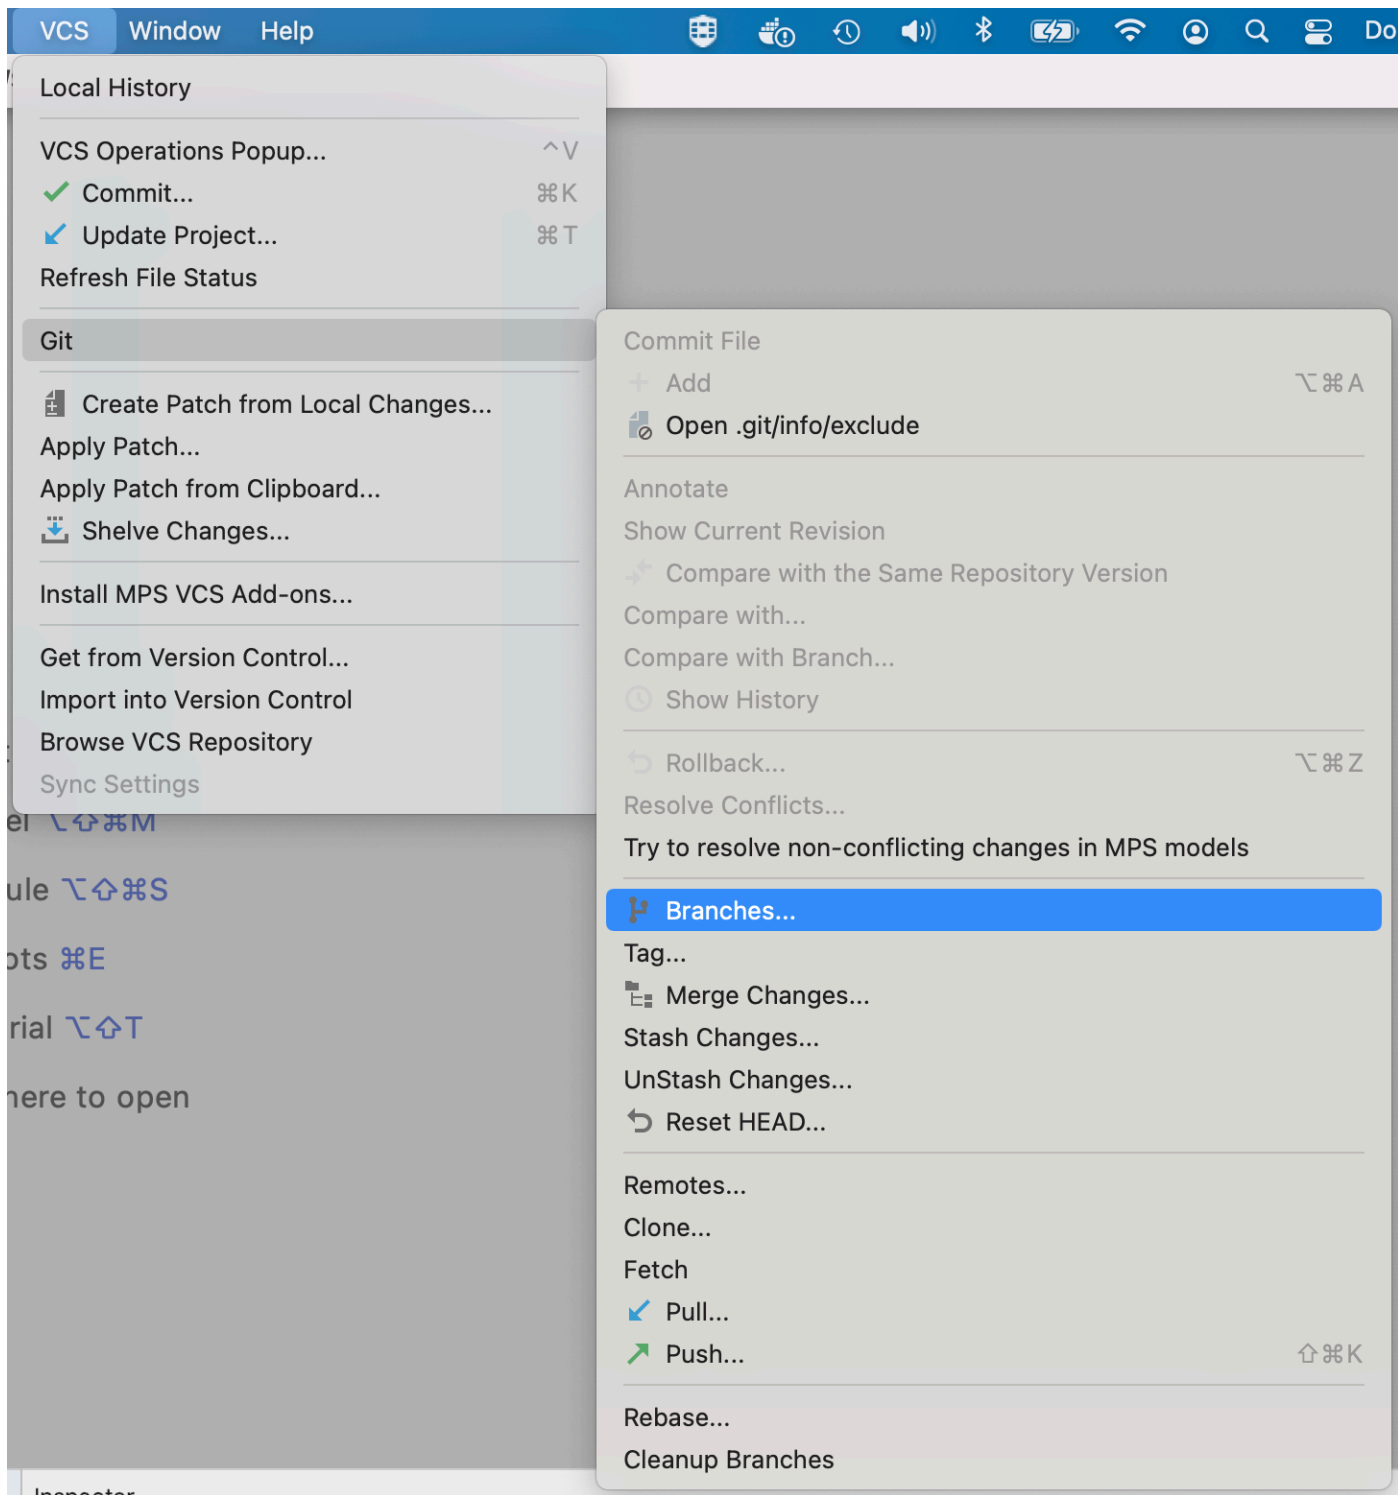 VCS Window Help Do
Local History
VCS Operations Popup... ^V
Commit... ⌘K
Update Project... ⌘T
Refresh File Status
Git
Create Patch from Local Changes...
Apply Patch...
Apply Patch from Clipboard...
Shelve Changes...
Install MPS VCS Add-ons...
Get from Version Control...
Import into Version Control
Browse VCS Repository
Sync Settings
el ⌥⇧⌘M
ule ⌥⇧⌘S
ots ⌘E
rial ⌥⇧T
here to open
Commit File
Add ⌥⌘A
Open .git/info/exclude
Annotate
Show Current Revision
Compare with the Same Repository Version
Compare with...
Compare with Branch...
Show History
Rollback... ⌥⌘Z
Resolve Conflicts...
Try to resolve non-conflicting changes in MPS models
Branches...
Tag...
Merge Changes...
Stash Changes...
UnStash Changes...
Reset HEAD...
Remotes...
Clone...
Fetch
Pull...
Push... ⇧⌘K
Rebase...
Cleanup Branches
Inspector